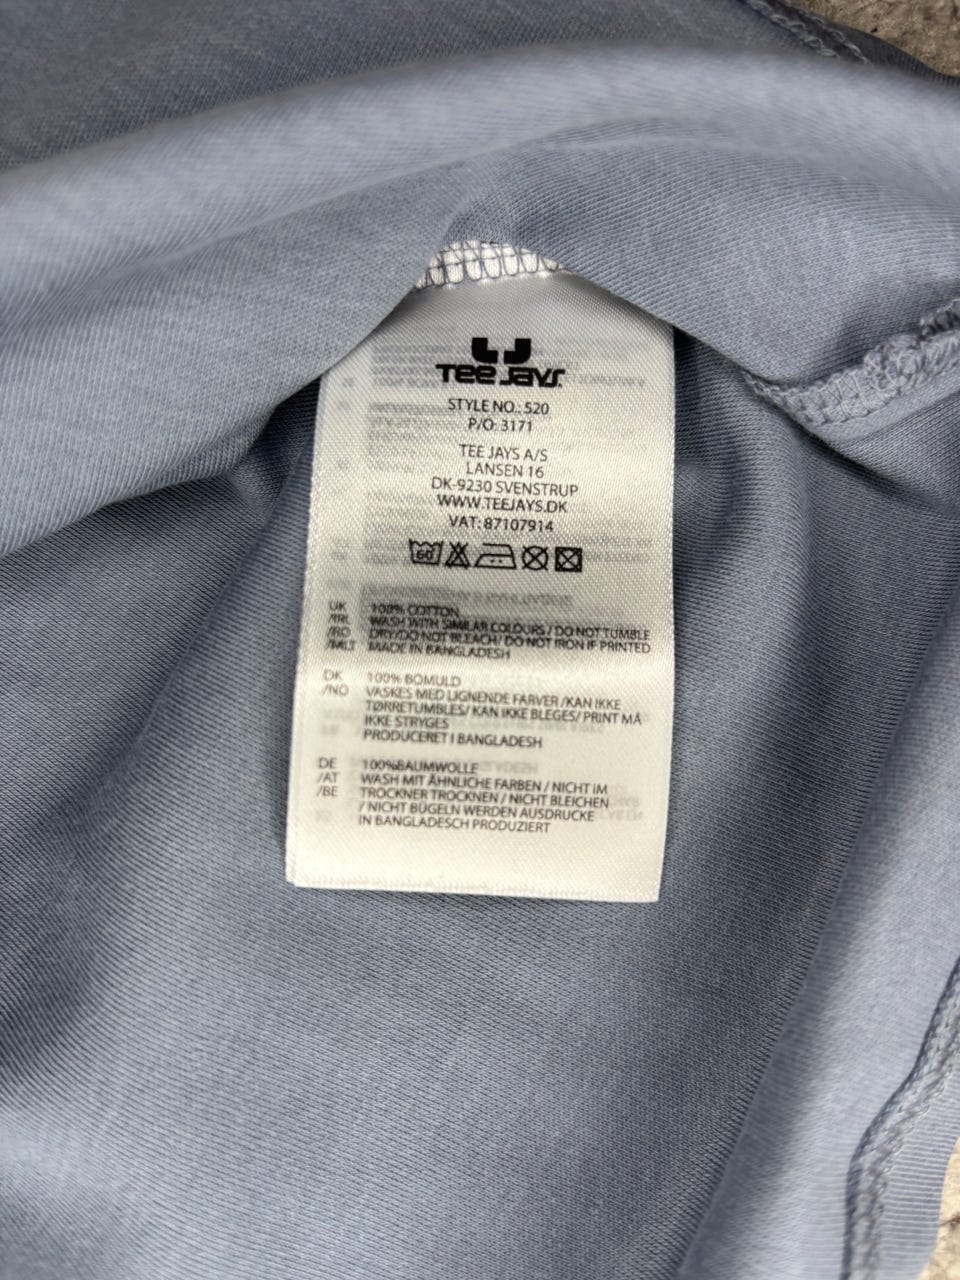 Tee Jays
STYLE NO.: 520
P/O: 3171
TEE JAYS A/S
LANSEN 16
DK-9230 SVENSTRUP
WWW.TEEJAYS.DK
VAT: 87107914
60
UK 100% COTTON
/IRL WASH WITH SIMILAR COLOURS / DO NOT TUMBLE
/RO DRY/DO NOT BLEACH/ DO NOT IRON IF PRINTED
/MLT MADE IN BANGLADESH
DK 100% BOMULD
/NO VASKES MED LIGNENDE FARVER /KAN IKKE
TØRRETUMBLES/ KAN IKKE BLEGES/ PRINT MÅ
IKKE STRYGES
PRODUCERET I BANGLADESH
DE 100%BAUMWOLLE
/AT WASH MIT ÄHNLICHE FARBEN / NICHT IM
/BE TROCKNER TROCKNEN / NICHT BLEICHEN
/ NICHT BÜGELN WERDEN AUSDRUCKE
IN BANGLADESCH PRODUZIERT